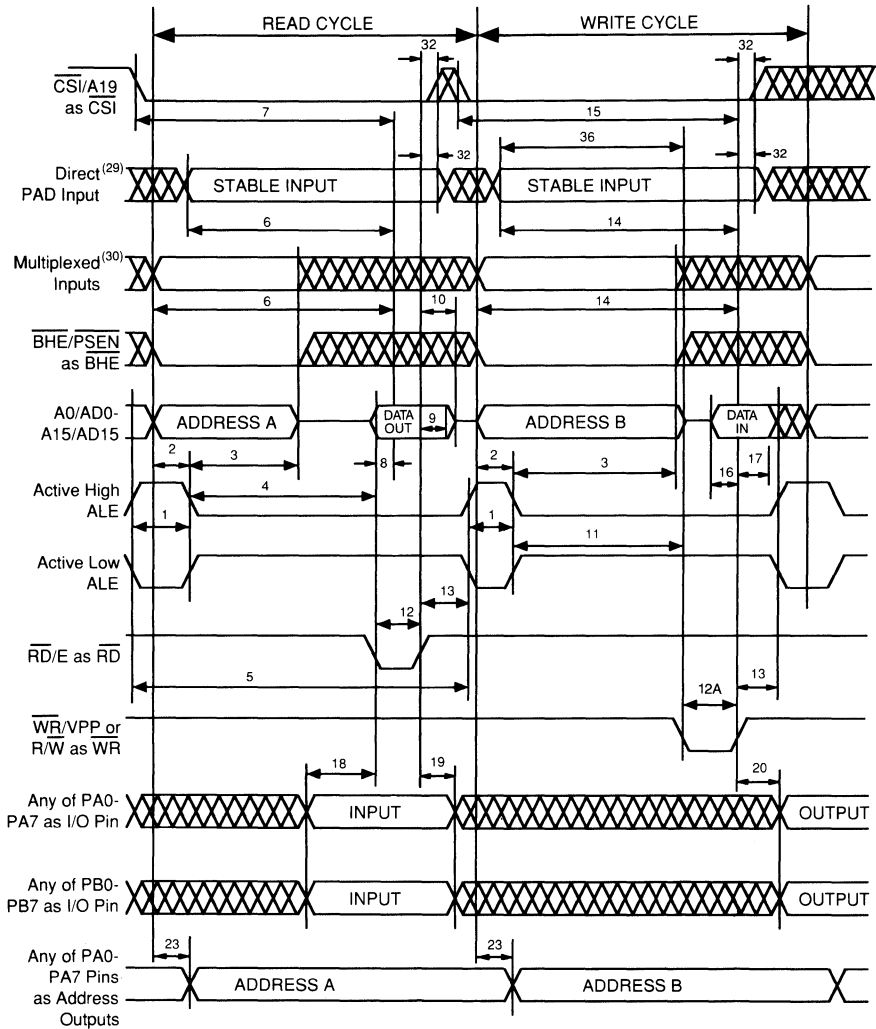 READ CYCLE
WRITE CYCLE
32
32
CSI/A19
as CSI
7
15
36
32
32
Direct(29)
PAD Input
STABLE INPUT
STABLE INPUT
6
14
Multiplexed(30)
Inputs
10
6
14
BHE/PSEN
as BHE
A0/AD0-
A15/AD15
ADDRESS A
DATA
OUT
9
ADDRESS B
DATA
IN
2
3
8
2
3
16
17
Active High
ALE
4
1
1
11
Active Low
ALE
13
12
RD/E as RD
5
12A
13
WR/VPP or
R/W as WR
18
19
20
Any of PA0-
PA7 as I/O Pin
INPUT
OUTPUT
Any of PB0-
PB7 as I/O Pin
INPUT
OUTPUT
23
23
Any of PA0-
PA7 Pins
as Address
Outputs
ADDRESS A
ADDRESS B